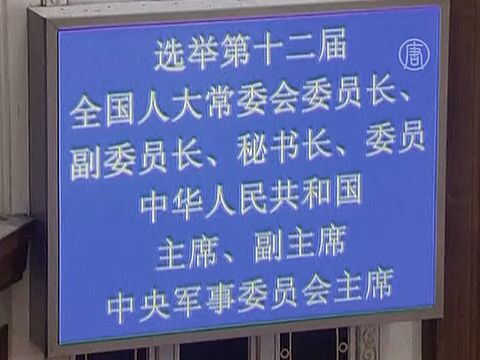 选举第十二届
全国人大常委会委员长、
副委员长、秘书长、委员
中华人民共和国
主席、副主席
中央军事委员会主席
唐